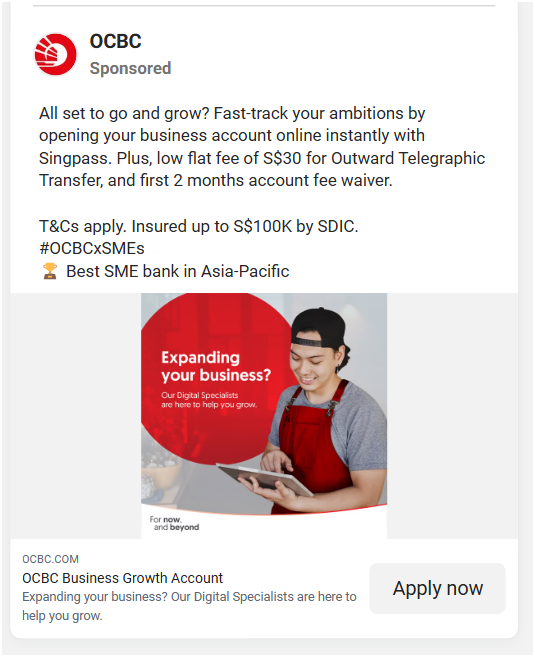 OCBC
Sponsored
All set to go and grow? Fast-track your ambitions by
opening your business account online instantly with
Singpass. Plus, low flat fee of S$30 for Outward Telegraphic
Transfer, and first 2 months account fee waiver.
T&Cs apply. Insured up to S$100K by SDIC.
#OCBCxSMEs
🏆 Best SME bank in Asia-Pacific
Expanding
your business?
Our Digital Specialists
are here to help you grow.
For now,
and beyond
OCBC.COM
OCBC Business Growth Account
Expanding your business? Our Digital Specialists are here to
help you grow.
Apply now